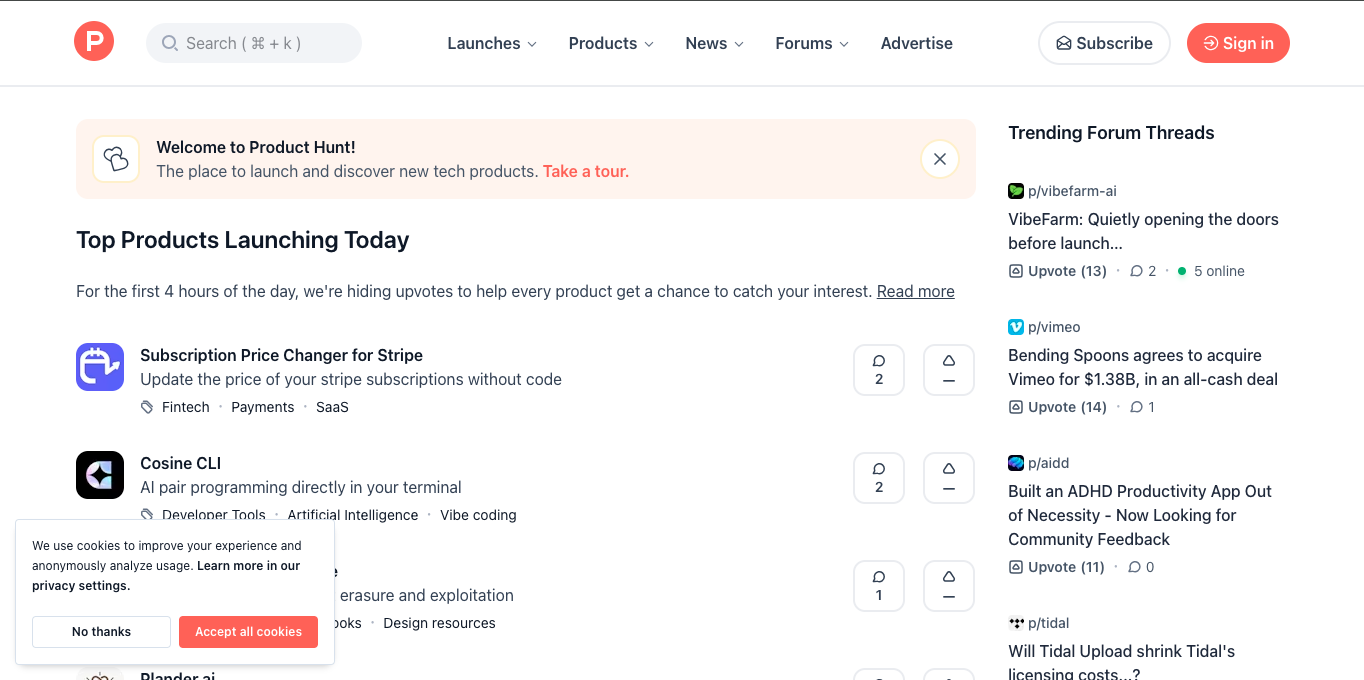 P
Search ( ⌘ + k )
Launches
Products
News
Forums
Advertise
Subscribe
Sign in
Welcome to Product Hunt!
The place to launch and discover new tech products. Take a tour.
Top Products Launching Today
For the first 4 hours of the day, we're hiding upvotes to help every product get a chance to catch your interest. Read more
Subscription Price Changer for Stripe
Update the price of your stripe subscriptions without code
Fintech · Payments · SaaS
2
—
Cosine CLI
AI pair programming directly in your terminal
Developer Tools · Artificial Intelligence · Vibe coding
2
—
erasure and exploitation
· Design resources
1
—
Plander.ai
We use cookies to improve your experience and
anonymously analyze usage. Learn more in our
privacy settings.
No thanks
Accept all cookies
Trending Forum Threads
p/vibefarm-ai
VibeFarm: Quietly opening the doors
before launch...
Upvote (13) · 2 · 5 online
p/vimeo
Bending Spoons agrees to acquire
Vimeo for $1.38B, in an all-cash deal
Upvote (14) · 1
p/aidd
Built an ADHD Productivity App Out
of Necessity - Now Looking for
Community Feedback
Upvote (11) · 0
p/tidal
Will Tidal Upload shrink Tidal's
licensing costs...?